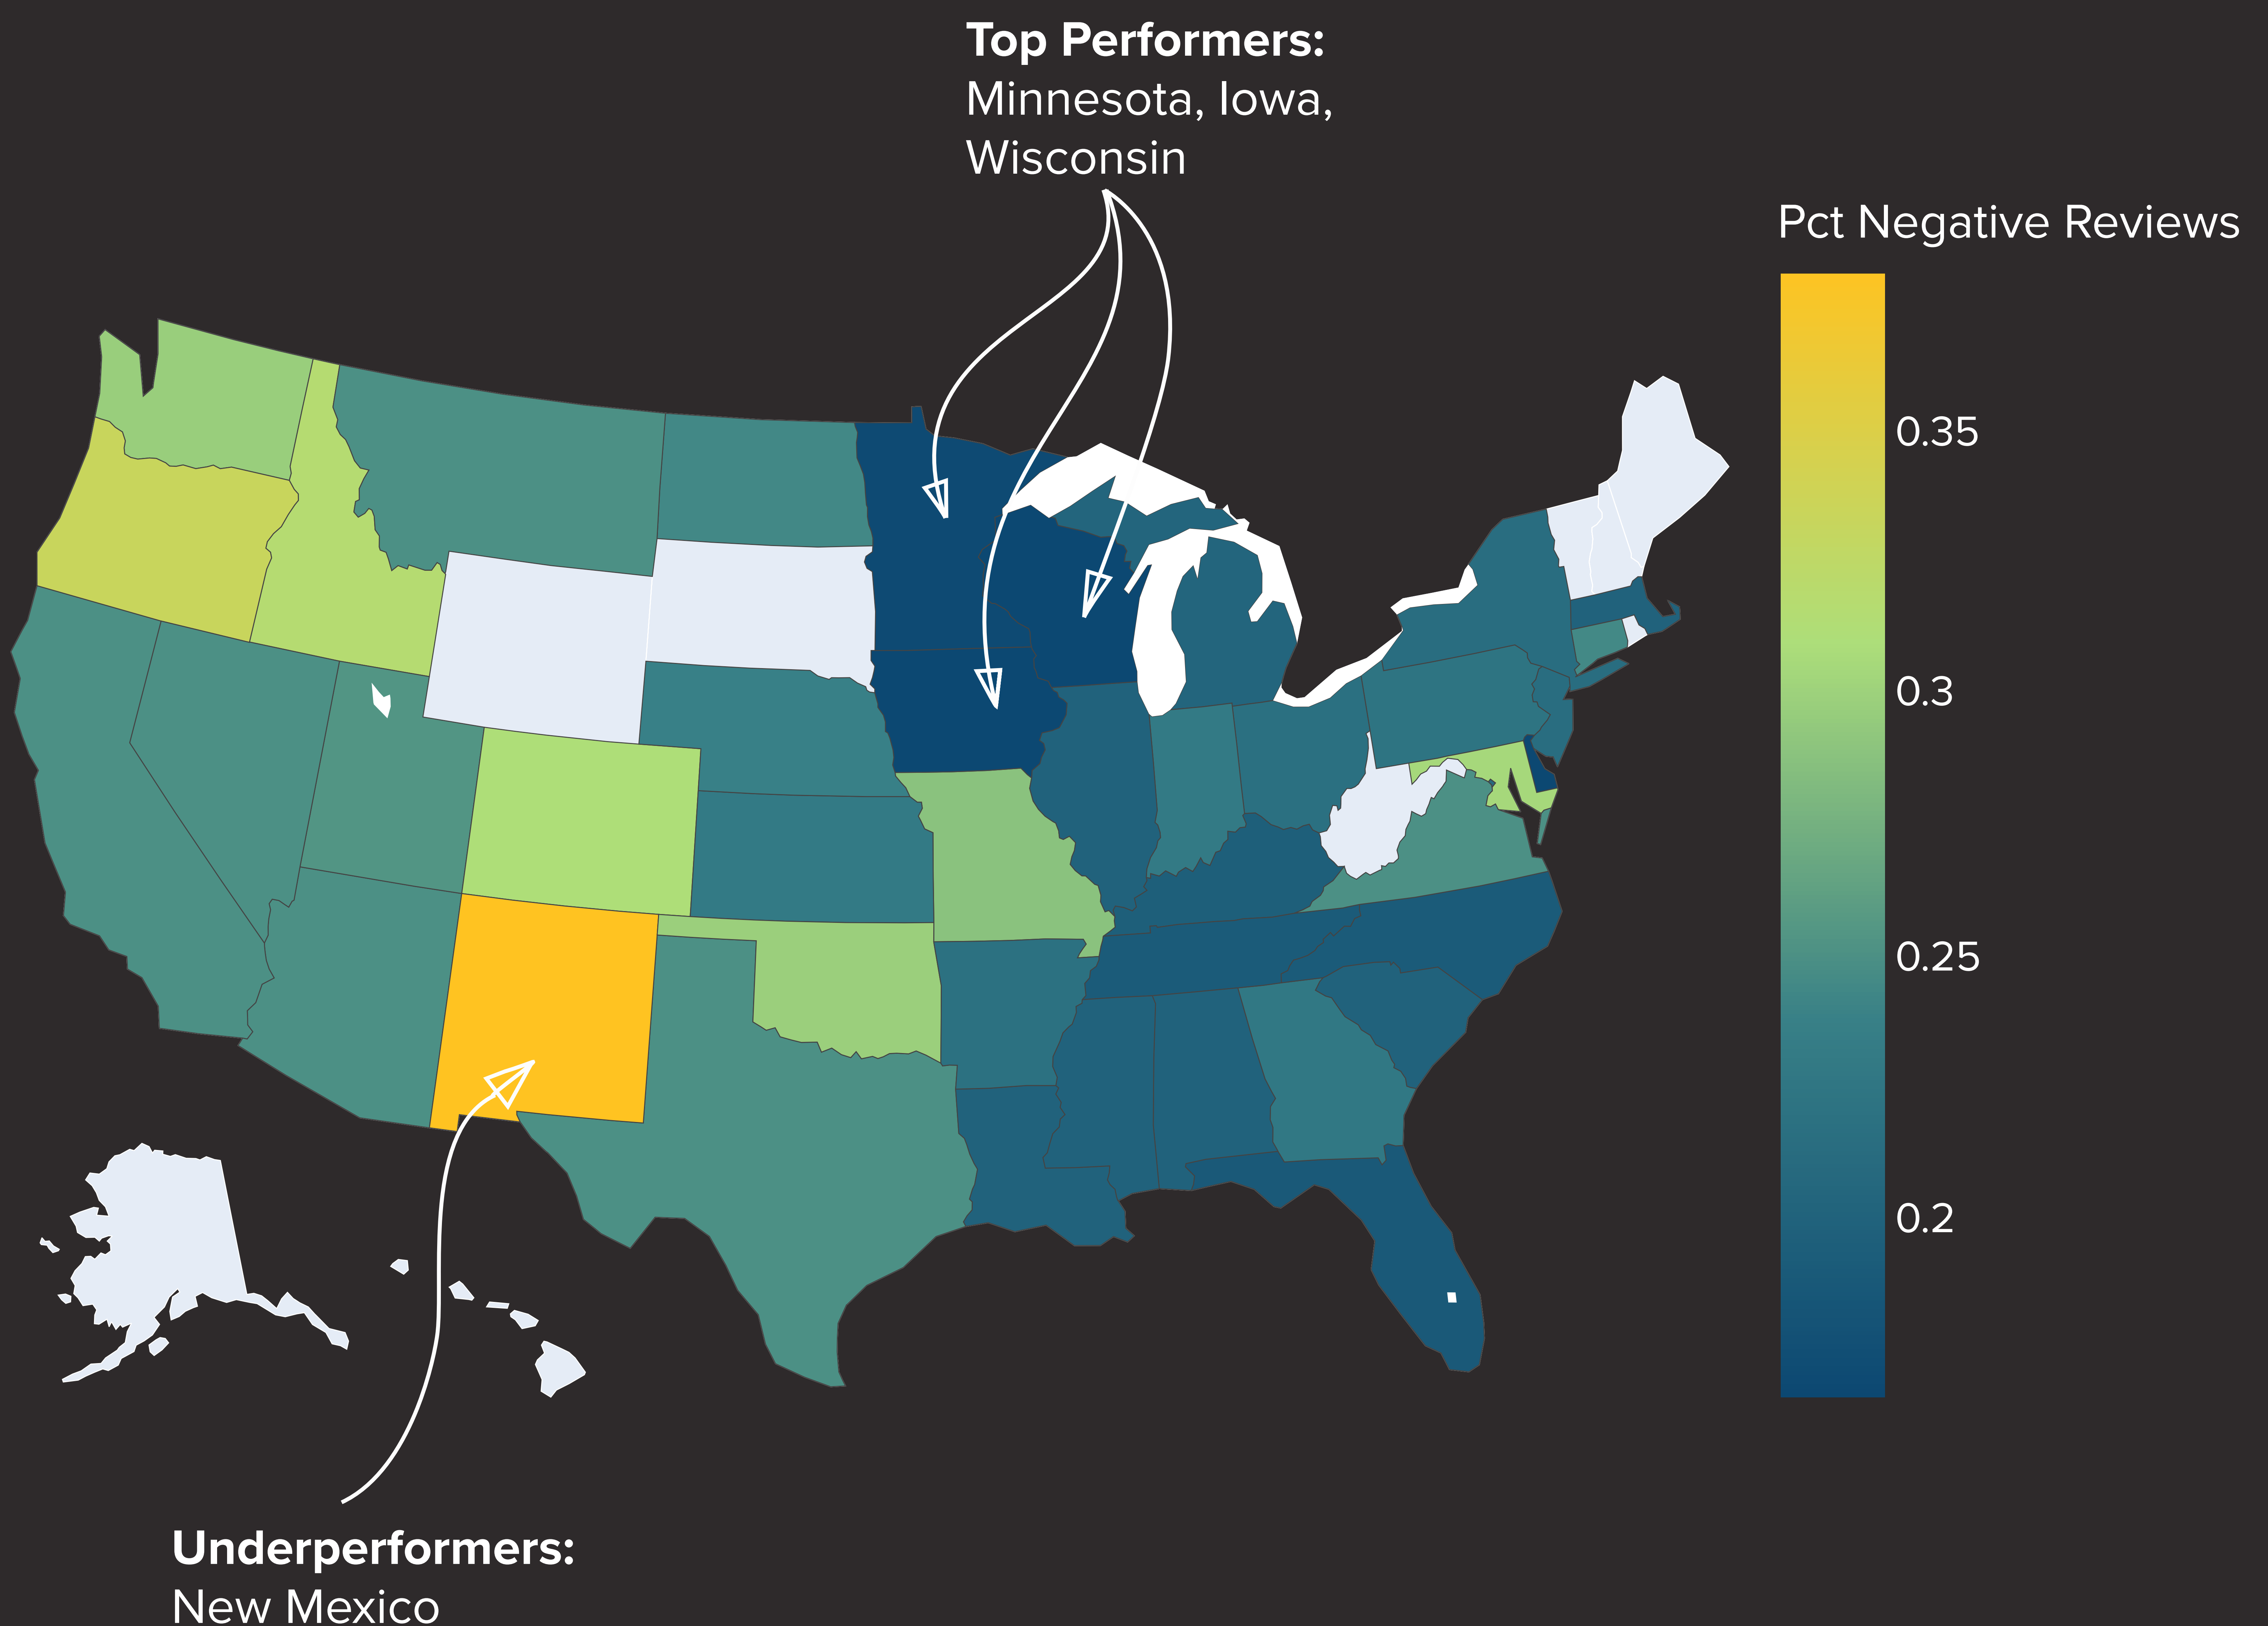 Top Performers:
Minnesota, Iowa,
Wisconsin
Pct Negative Reviews
0.35
0.3
0.25
0.2
Underperformers:
New Mexico